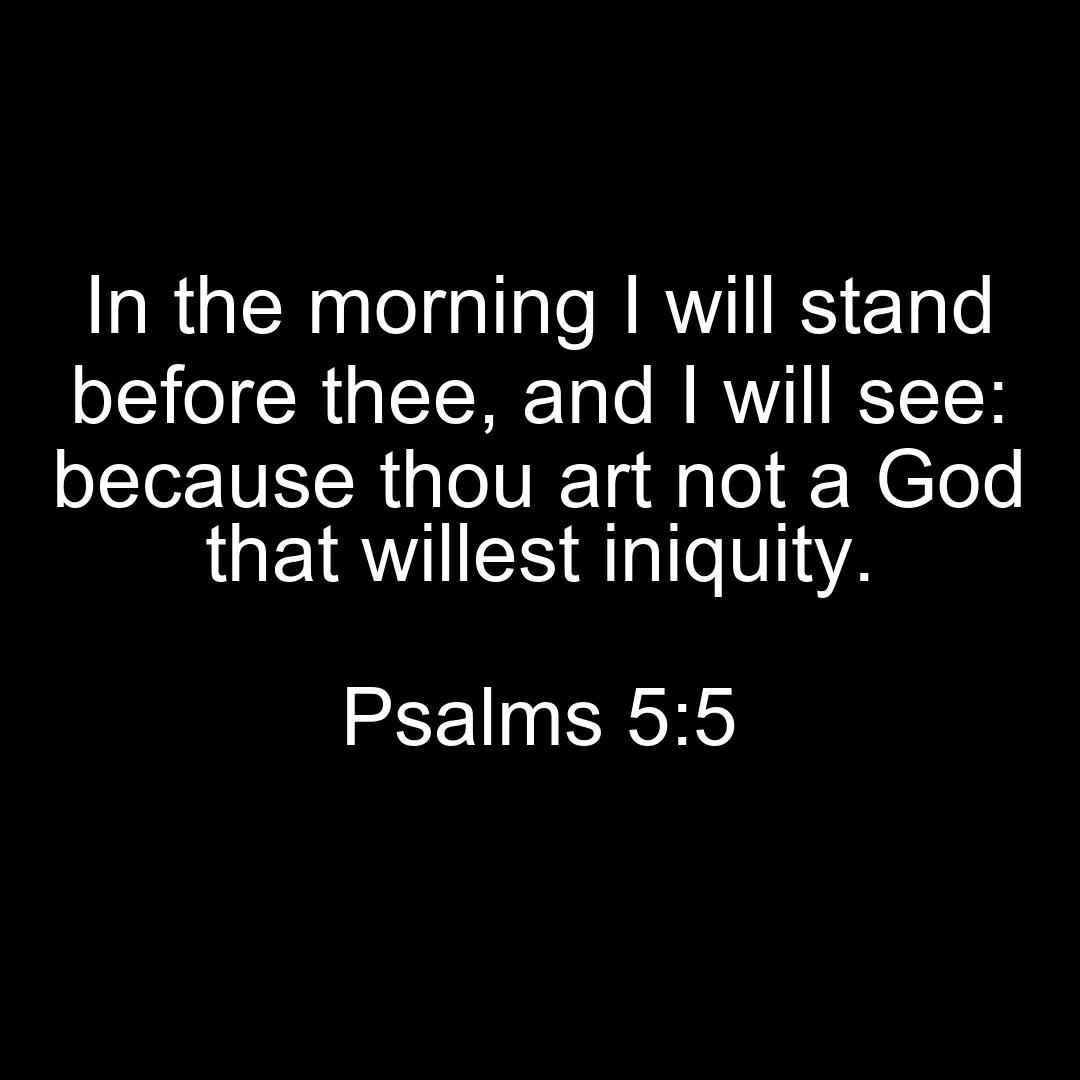 In the morning I will stand
before thee, and I will see:
because thou art not a God
that willest iniquity.
Psalms 5:5